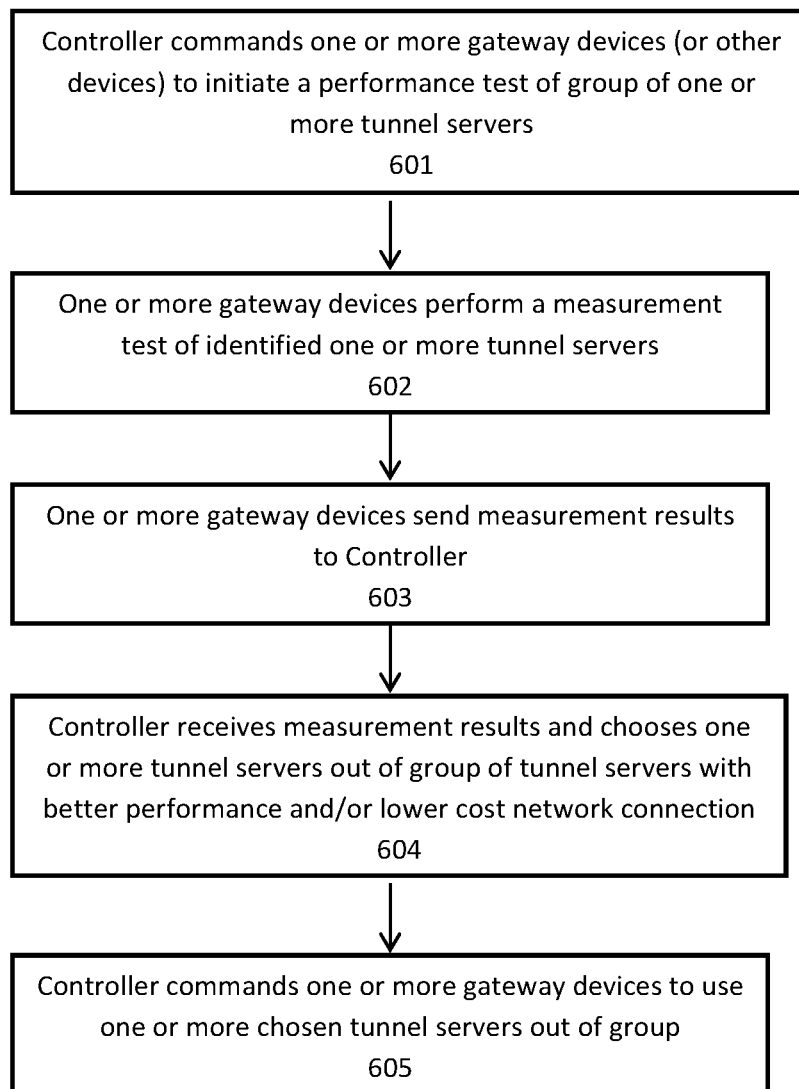 Controller commands one or more gateway devices (or other
devices) to initiate a performance test of group of one or
more tunnel servers
601
One or more gateway devices perform a measurement
test of identified one or more tunnel servers
602
One or more gateway devices send measurement results
to Controller
603
Controller receives measurement results and chooses one
or more tunnel servers out of group of tunnel servers with
better performance and/or lower cost network connection
604
Controller commands one or more gateway devices to use
one or more chosen tunnel servers out of group
605